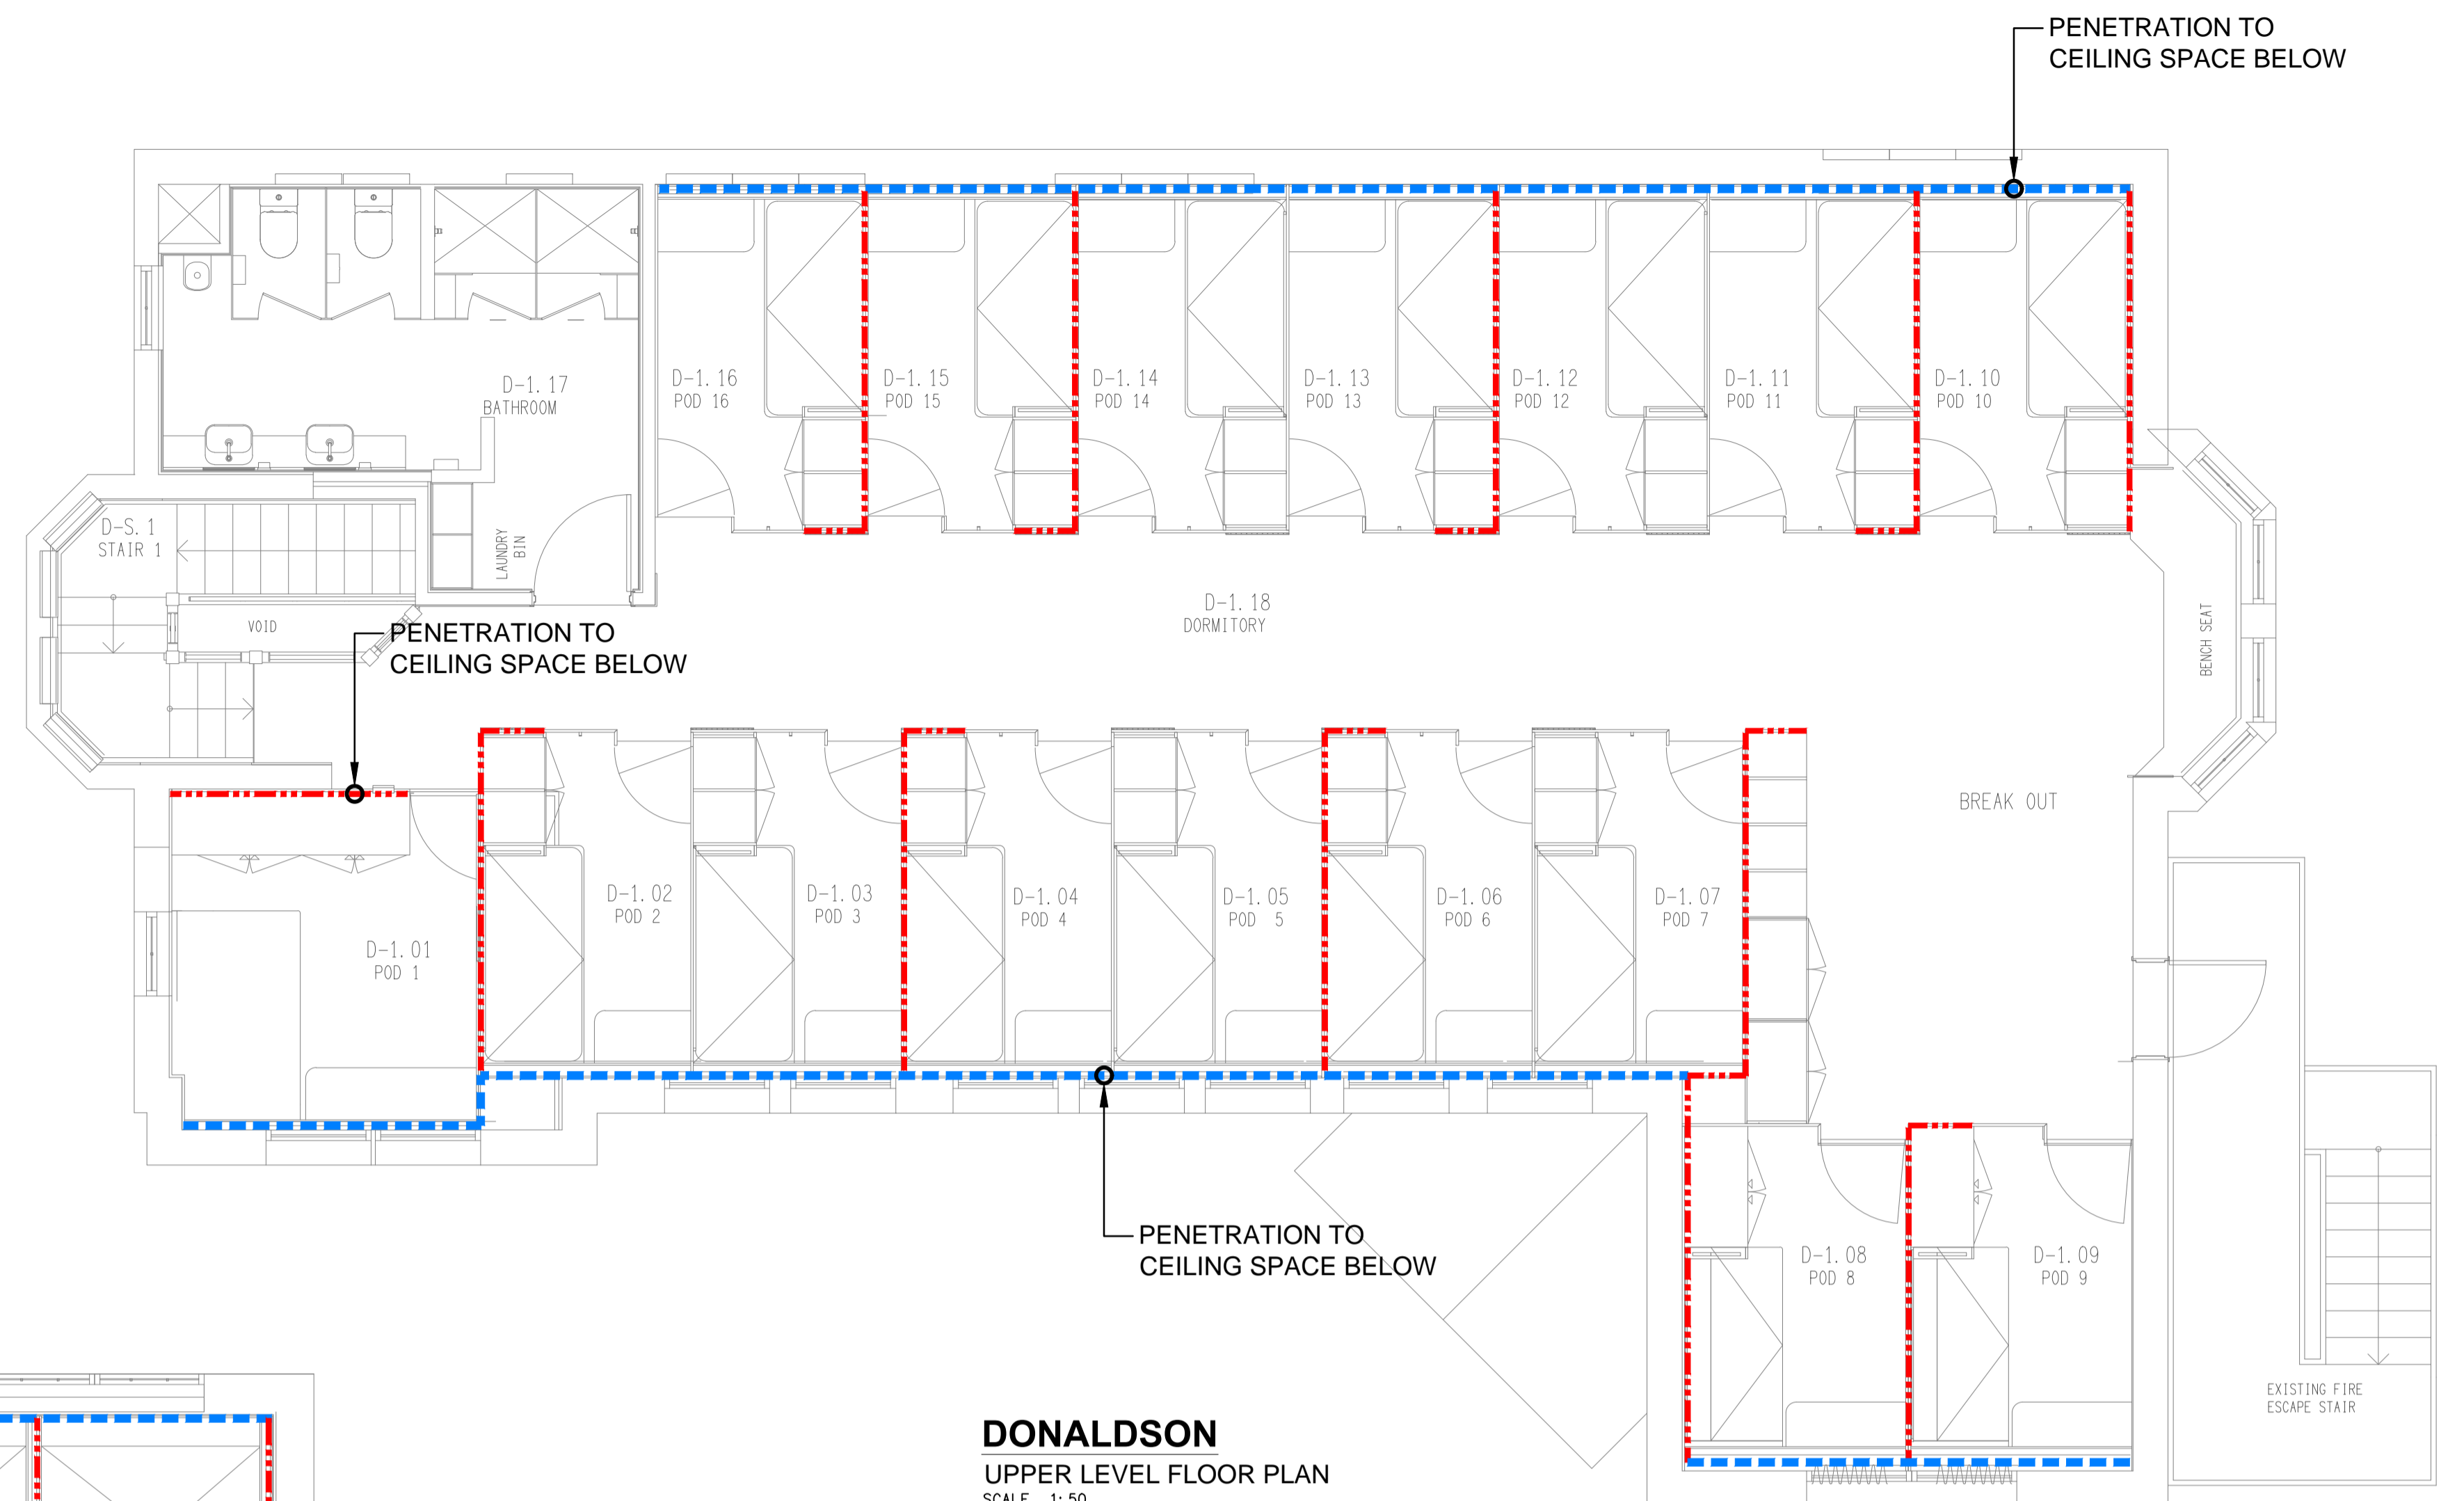 PENETRATION TO
CEILING SPACE BELOW
D-1.17
BATHROOM
D-1.16
POD 16
D-1.15
POD 15
D-1.14
POD 14
D-1.13
POD 13
D-1.12
POD 12
D-1.11
POD 11
D-1.10
POD 10
D-S.1
STAIR 1
LAUNDRY
BIN
VOID
PENETRATION TO
CEILING SPACE BELOW
D-1.18
DORMITORY
BENCH SEAT
BREAK OUT
D-1.01
POD 1
D-1.02
POD 2
D-1.03
POD 3
D-1.04
POD 4
D-1.05
POD 5
D-1.06
POD 6
D-1.07
POD 7
PENETRATION TO
CEILING SPACE BELOW
D-1.08
POD 8
D-1.09
POD 9
EXISTING FIRE
ESCAPE STAIR
DONALDSON
UPPER LEVEL FLOOR PLAN
SCALE 1:50